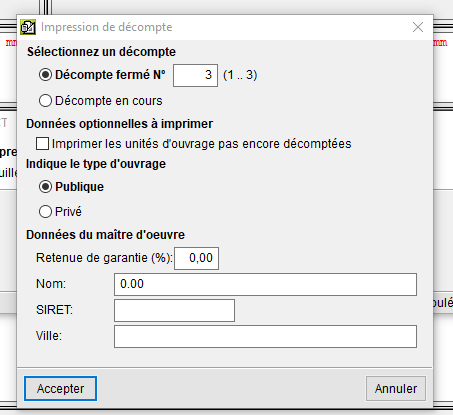 Impression de décompte
mm
mm
Sélectionnez un décompte
Décompte fermé N° 3 (1 .. 3)
Décompte en cours
Données optionnelles à imprimer
Imprimer les unités d'ouvrage pas encore décomptées
Indique le type d'ouvrage
Publique
Privé
Données du maître d'oeuvre
Retenue de garantie (%): 0,00
Nom: 0.00
SIRET:
Ville:
Accepter Annuler